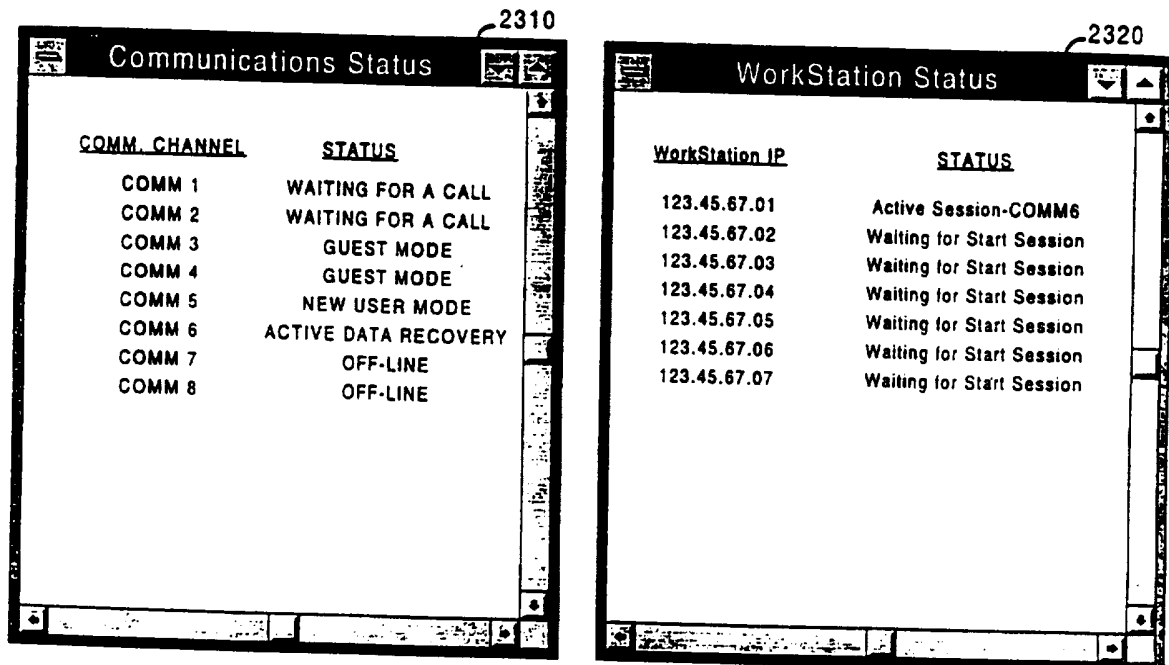 2310
Communications Status
COMM. CHANNEL STATUS
COMM 1 WAITING FOR A CALL
COMM 2 WAITING FOR A CALL
COMM 3 GUEST MODE
COMM 4 GUEST MODE
COMM 5 NEW USER MODE
COMM 6 ACTIVE DATA RECOVERY
COMM 7 OFF-LINE
COMM 8 OFF-LINE
2320
WorkStation Status
WorkStation IP STATUS
123.45.67.01 Active Session-COMM6
123.45.67.02 Waiting for Start Session
123.45.67.03 Waiting for Start Session
123.45.67.04 Waiting for Start Session
123.45.67.05 Waiting for Start Session
123.45.67.06 Waiting for Start Session
123.45.67.07 Waiting for Start Session